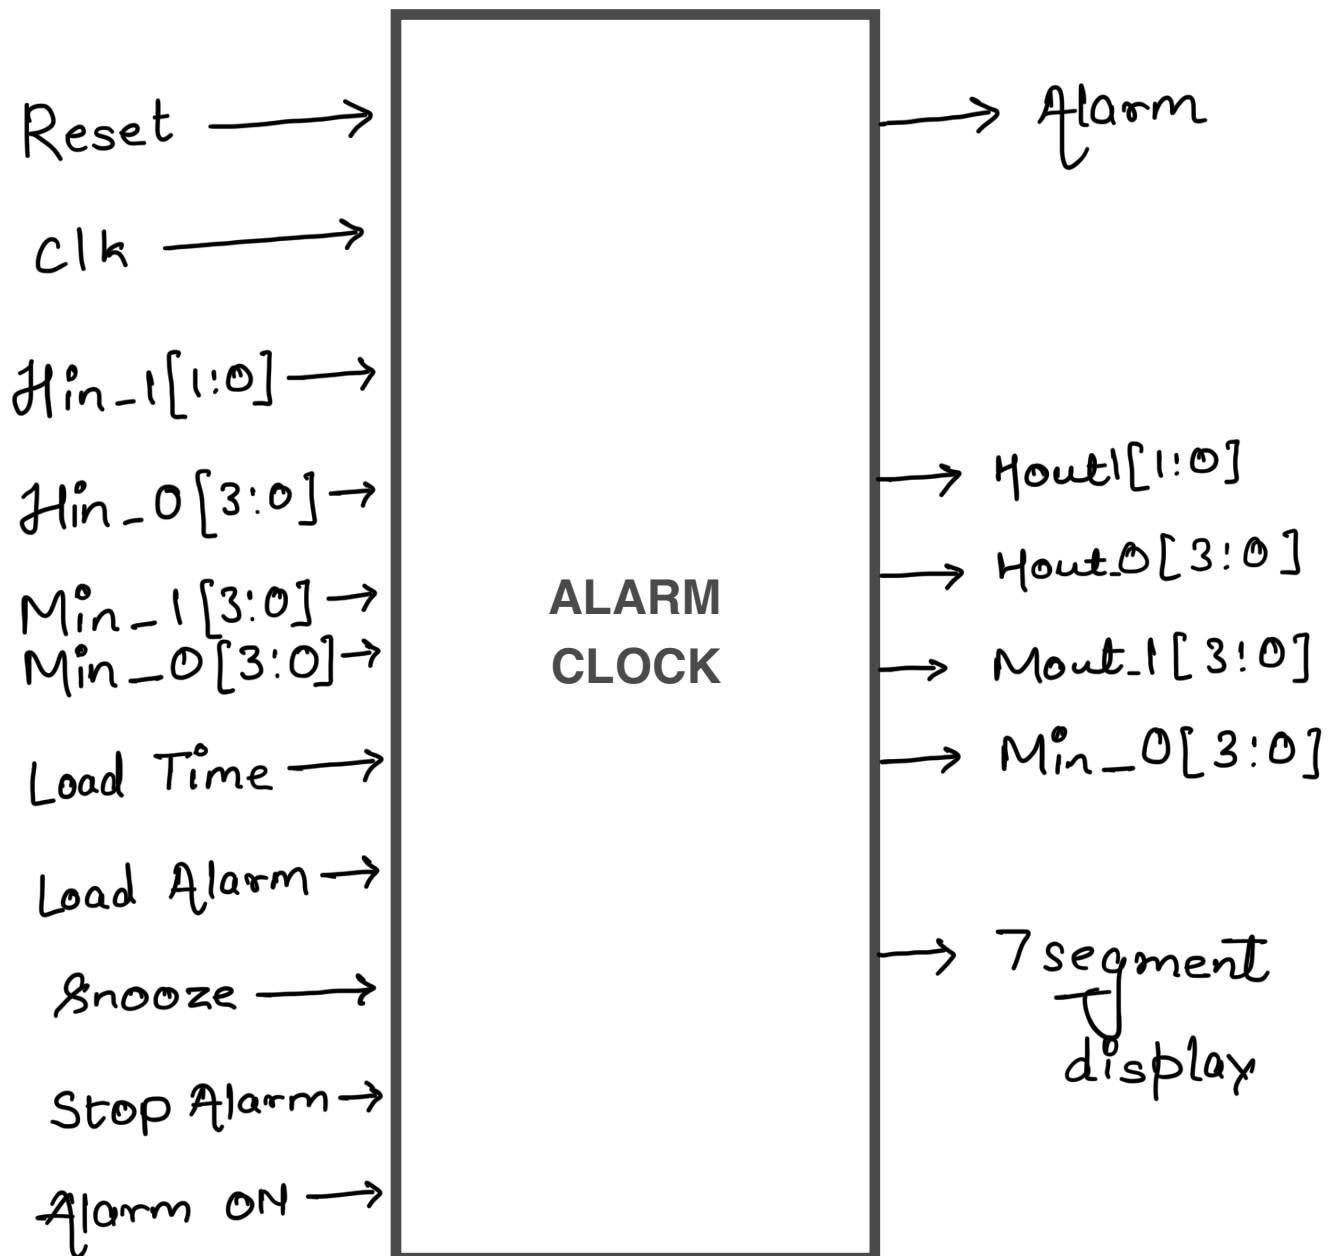 Reset
Clk
Hin_1[1:0]
Hin_0[3:0]
Min_1[3:0]
Min_0[3:0]
Load Time
Load Alarm
Snooze
Stop Alarm
Alarm ON
ALARM
CLOCK
Alarm
Hout1[1:0]
Hout_0[3:0]
Mout_1[3:0]
Min_0[3:0]
7 segment
display